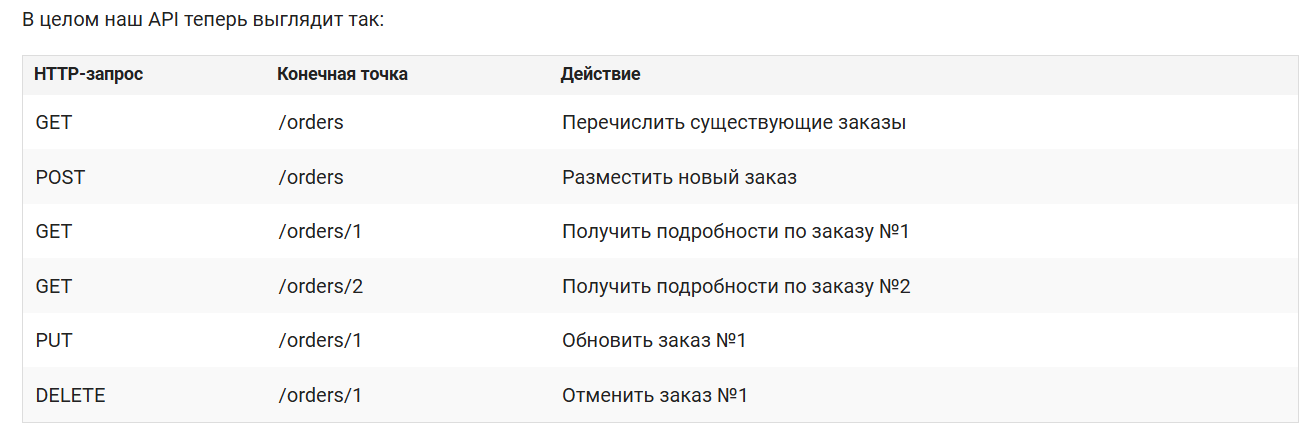 В целом наш API теперь выглядит так:
HTTP-запрос Конечная точка Действие
GET /orders Перечислить существующие заказы
POST /orders Разместить новый заказ
GET /orders/1 Получить подробности по заказу №1
GET /orders/2 Получить подробности по заказу №2
PUT /orders/1 Обновить заказ №1
DELETE /orders/1 Отменить заказ №1